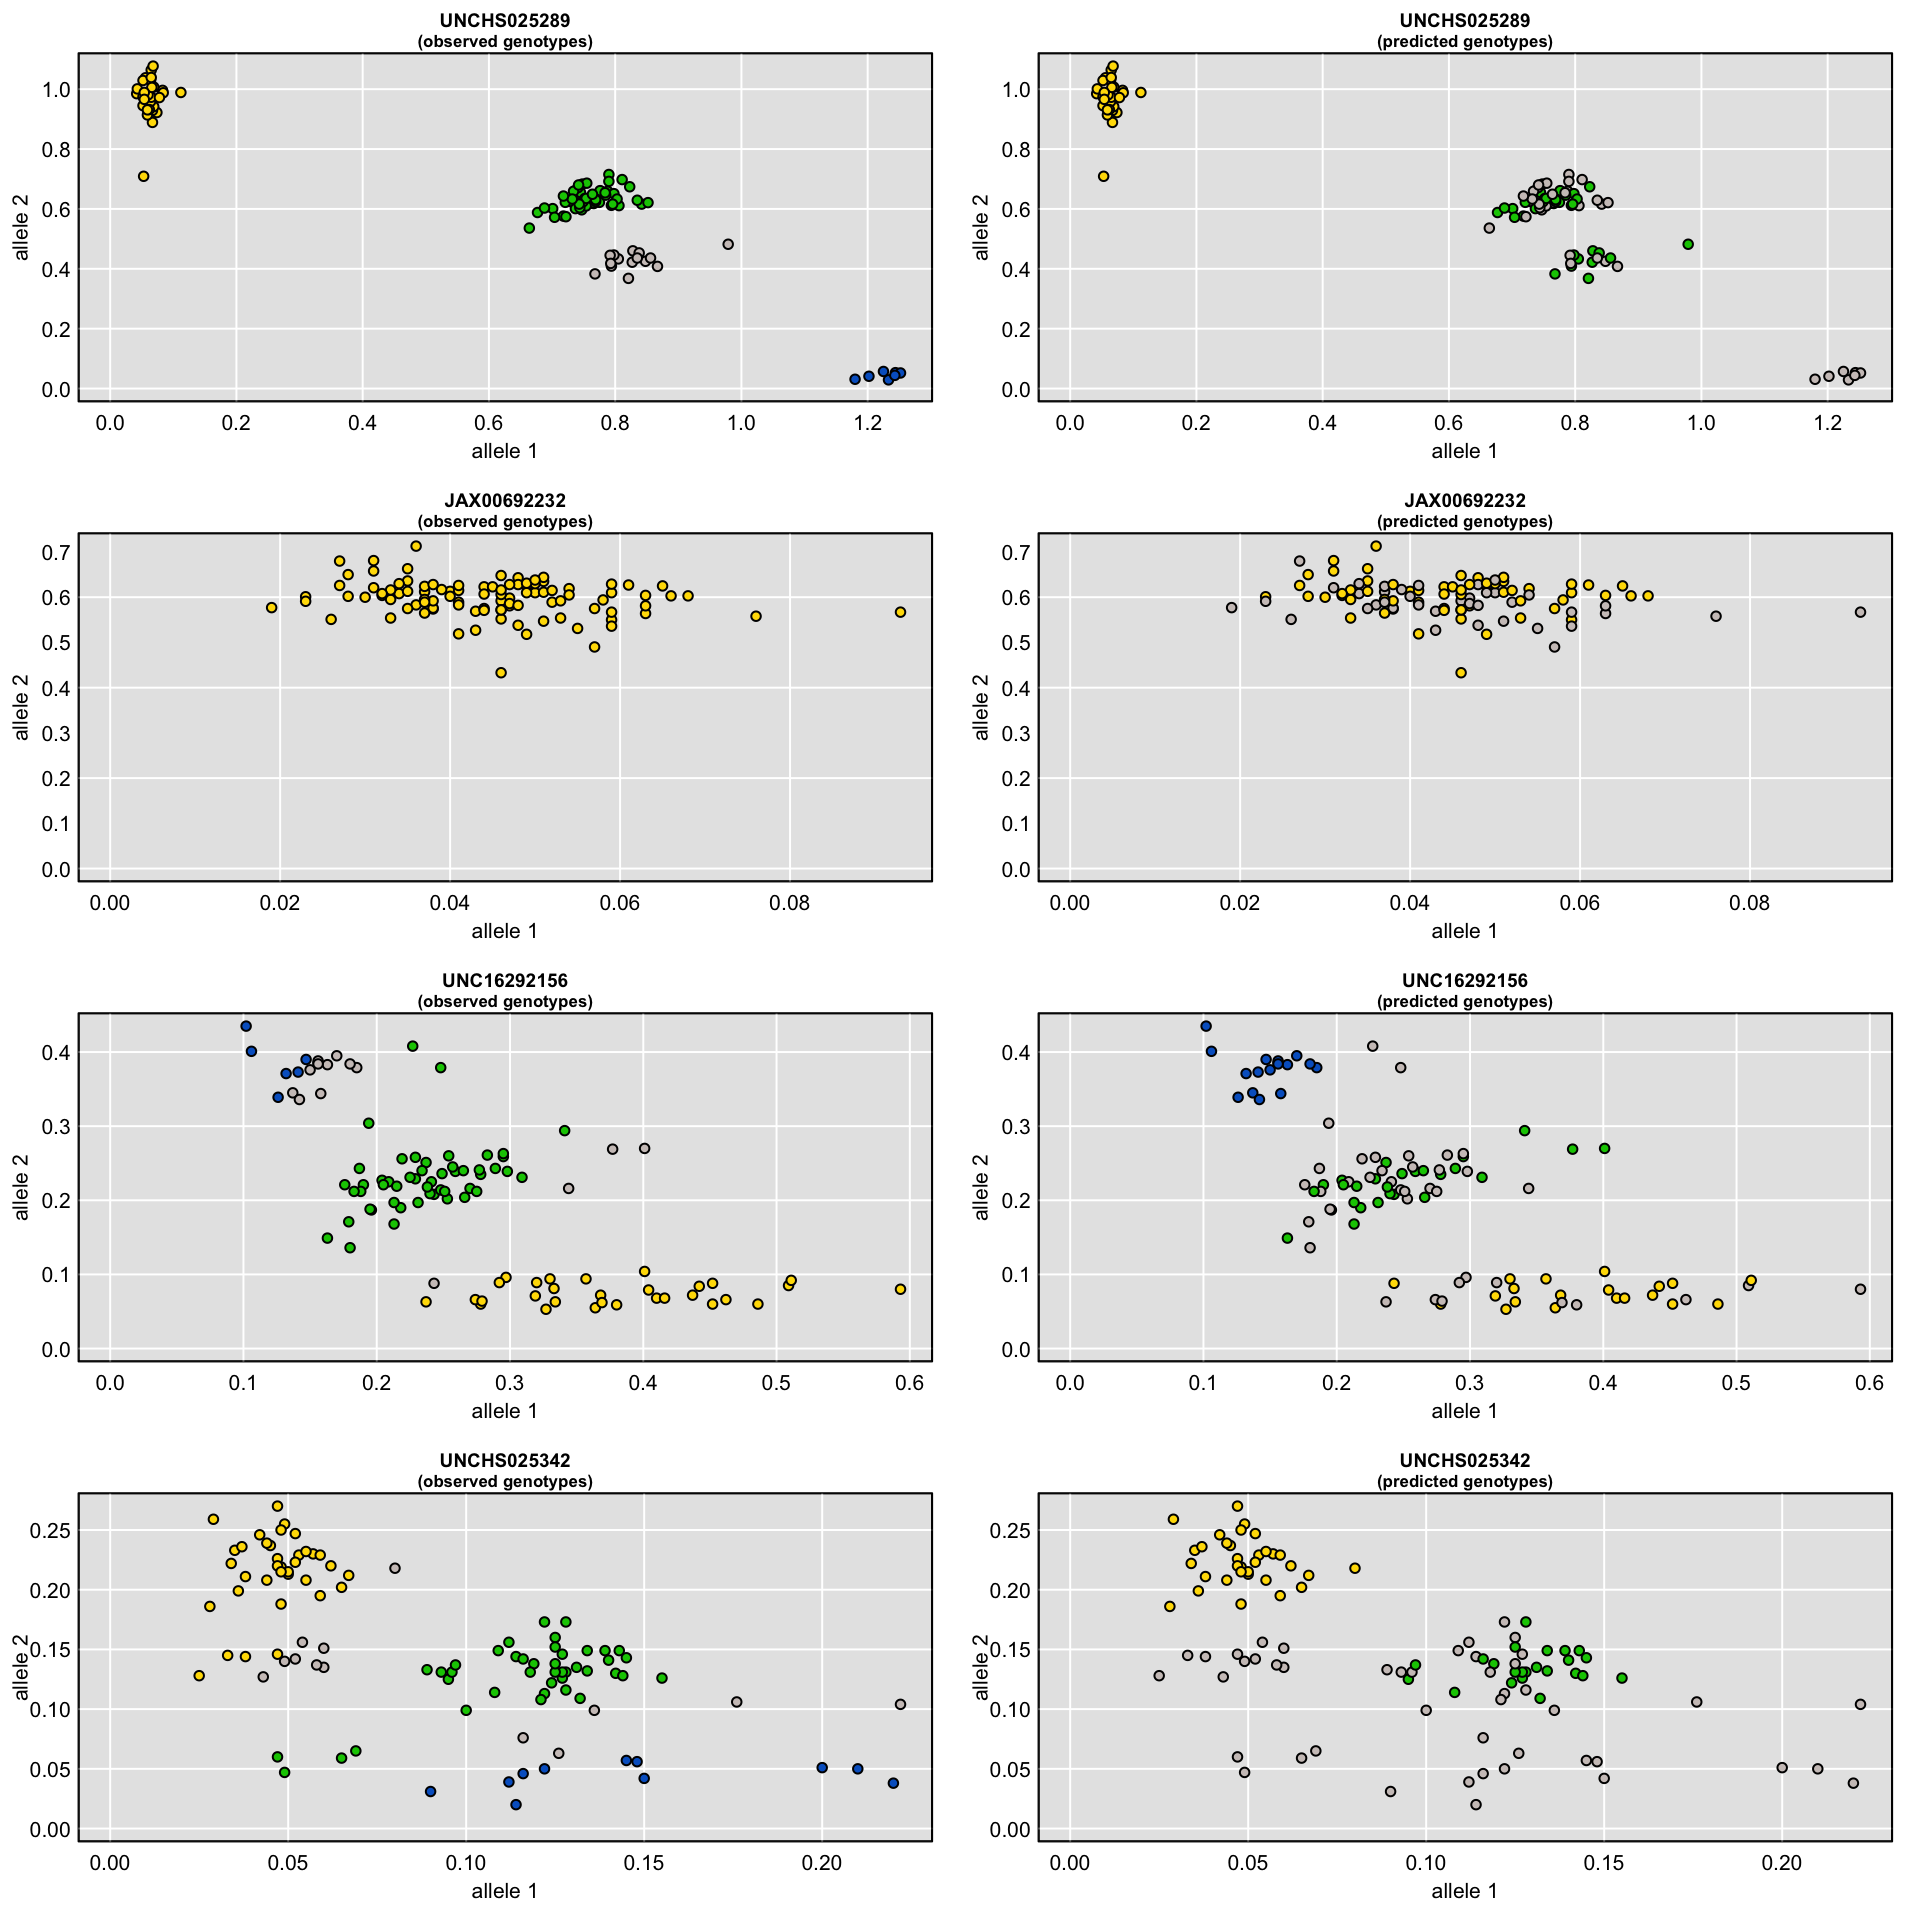 UNCHS025289
(observed genotypes)
allele 2
1.0
0.8
0.6
0.4
0.2
0.0
0.0 0.2 0.4 0.6 0.8 1.0 1.2
allele 1
UNCHS025289
(predicted genotypes)
allele 2
1.0
0.8
0.6
0.4
0.2
0.0
0.0 0.2 0.4 0.6 0.8 1.0 1.2
allele 1
JAX00692232
(observed genotypes)
allele 2
0.7
0.6
0.5
0.4
0.3
0.2
0.1
0.0
0.00 0.02 0.04 0.06 0.08
allele 1
JAX00692232
(predicted genotypes)
allele 2
0.7
0.6
0.5
0.4
0.3
0.2
0.1
0.0
0.00 0.02 0.04 0.06 0.08
allele 1
UNC16292156
(observed genotypes)
allele 2
0.4
0.3
0.2
0.1
0.0
0.0 0.1 0.2 0.3 0.4 0.5 0.6
allele 1
UNC16292156
(predicted genotypes)
allele 2
0.4
0.3
0.2
0.1
0.0
0.0 0.1 0.2 0.3 0.4 0.5 0.6
allele 1
UNCHS025342
(observed genotypes)
allele 2
0.25
0.20
0.15
0.10
0.05
0.00
0.00 0.05 0.10 0.15 0.20
allele 1
UNCHS025342
(predicted genotypes)
allele 2
0.25
0.20
0.15
0.10
0.05
0.00
0.00 0.05 0.10 0.15 0.20
allele 1